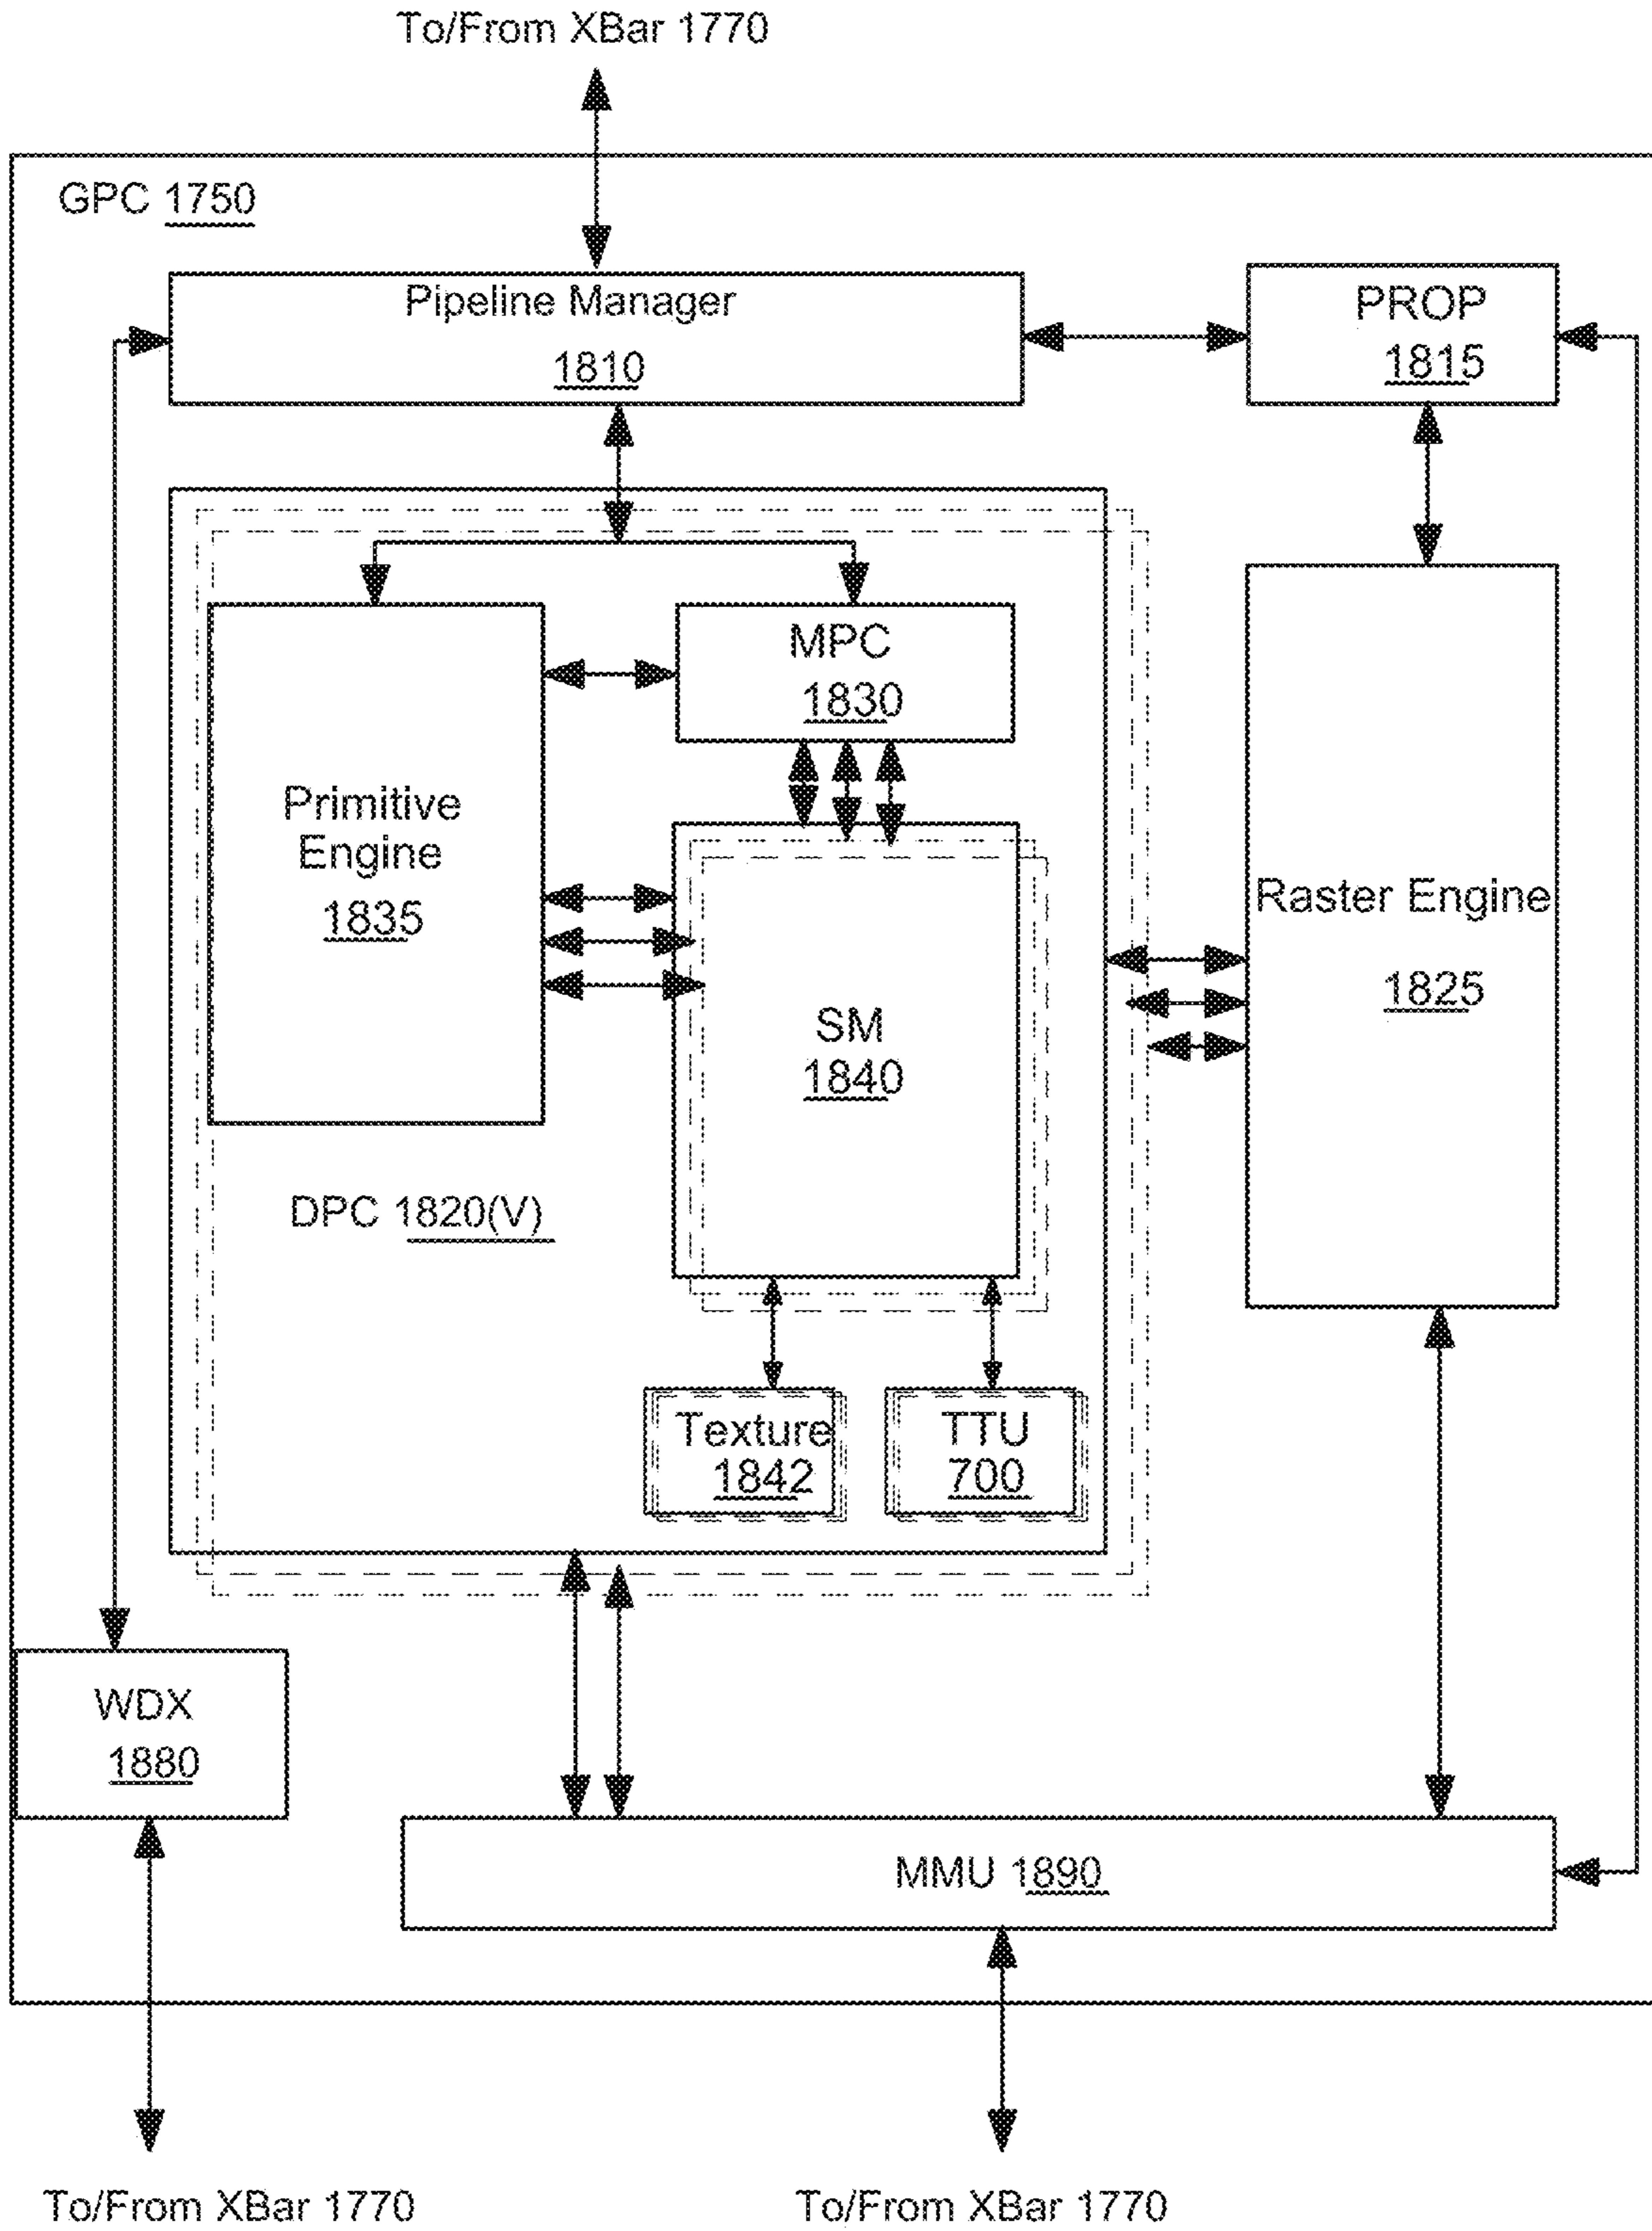 To/From XBar 1770
GPC 1750
Pipeline Manager
1810
PROP
1815
MPC
1830
Primitive
Engine
1835
Raster Engine
1825
SM
1840
DPC 1820(V)
Texture
1842
TTU
700
WDX
1880
MMU 1890
To/From XBar 1770
To/From XBar 1770